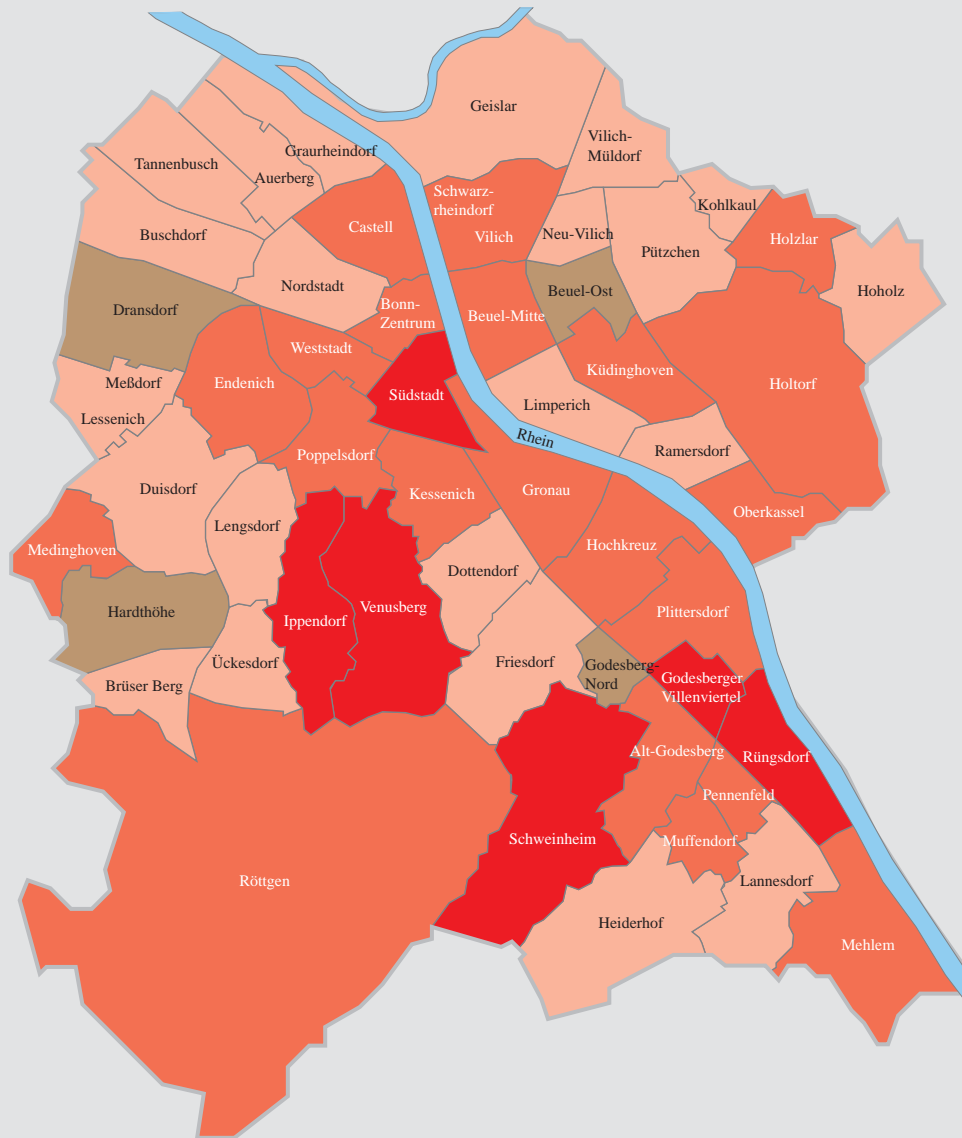 Geislar
Vilich-
Müldorf
Graurheindorf
Tannenbusch
Auerberg
Schwarz-
rheindorf
Kohlkaul
Castell
Buschdorf
Vilich
Neu-Vilich
Holzlar
Pützchen
Nordstadt
Beuel-Ost
Hoholz
Dransdorf
Bonn-
Zentrum
Beuel-Mitte
Weststadt
Meßdorf
Endenich
Küdinghoven
Holtorf
Südstadt
Limperich
Lessenich
Rhein
Poppelsdorf
Ramersdorf
Duisdorf
Kessenich
Gronau
Oberkassel
Lengsdorf
Medinghoven
Hochkreuz
Dottendorf
Hardthöhe
Venusberg
Plittersdorf
Ippendorf
Ückesdorf
Friesdorf
Godesberg-
Nord
Godesberger
Villenviertel
Brüser Berg
Alt-Godesberg
Rüngsdorf
Pennenfeld
Schweinheim
Muffendorf
Röttgen
Lannesdorf
Heiderhof
Mehlem